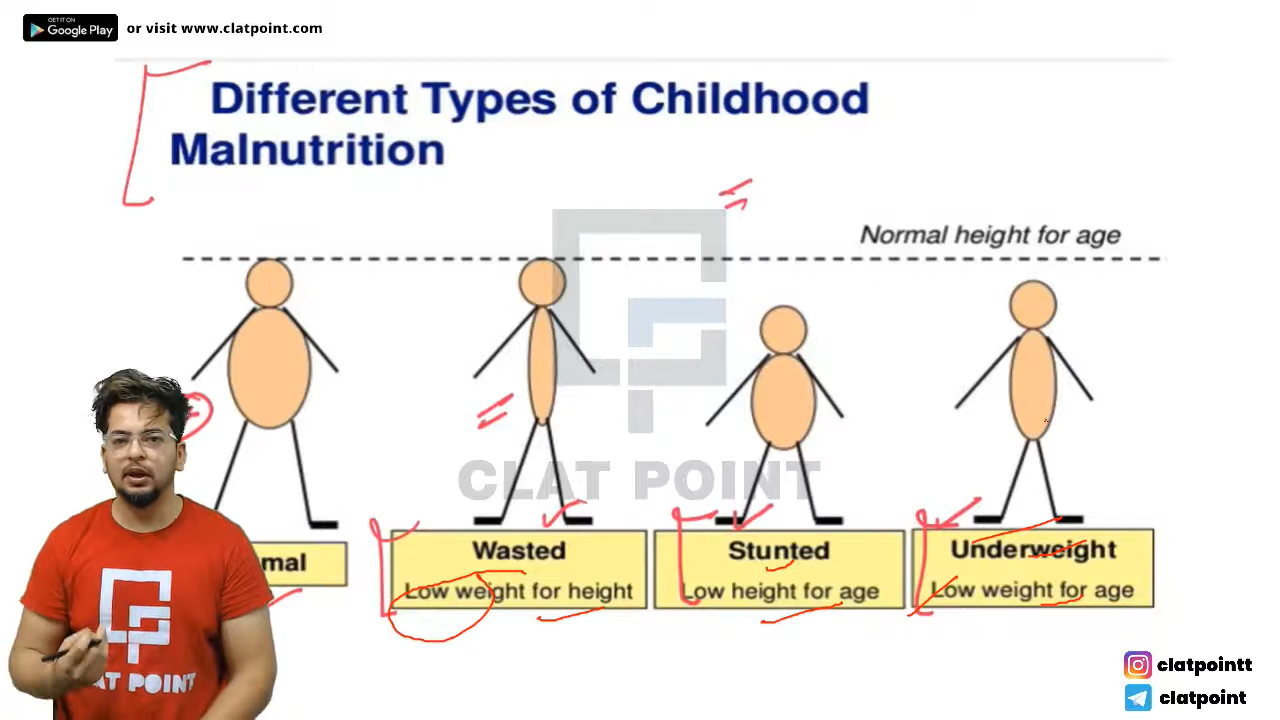 GET IT ON
Google Play
or visit www.clatpoint.com
Different Types of Childhood
Malnutrition
Normal height for age
CLAT POINT
mal
Wasted
Low weight for height
Stunted
Low height for age
Underweight
Low weight for age
CLAT POINT
clatpointt
clatpoint